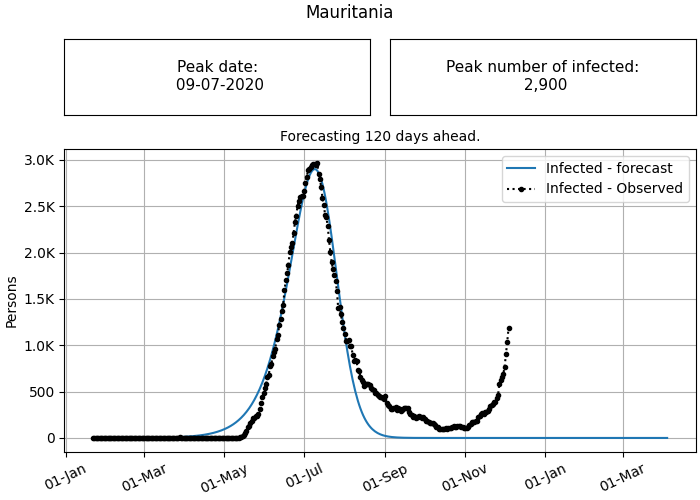 Mauritania
Peak date:
09-07-2020
Peak number of infected:
2,900
Forecasting 120 days ahead.
Infected - forecast
Infected - Observed
3.0K
2.5K
2.0K
1.5K
1.0K
500
0
Persons
01-Jan
01-Mar
01-May
01-Jul
01-Sep
01-Nov
01-Jan
01-Mar